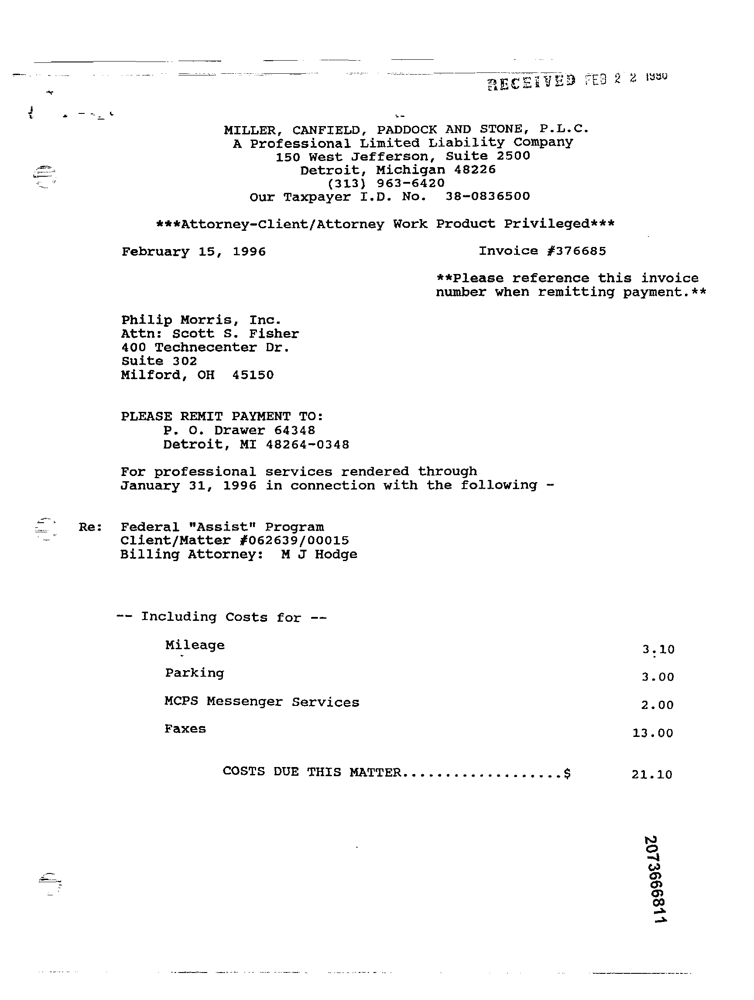 RECEIVED FEB 2 2
MILLER, CANFIELD, PADDOCK AND STONE, P.L.C.
A Professional Limited Liability Company
150 West Jefferson, Suite 2500
Detroit, Michigan 48226
(313) 963-6420
Our Taxpayer I.D. No. 38-0836500
***Attorney-Client/Attorney Work Product Privileged***
February 15, 1996 Invoice #376685
**Please reference this invoice
number when remitting payment.**
Philip Morris, Inc.
Attn: Scott S. Fisher
400 Technecenter Dr.
Suite 302
Milford, OH 45150
PLEASE REMIT PAYMENT TO:
P. O. Drawer 64348
Detroit, MI 48264-0348
For professional services rendered through
January 31, 1996 in connection with the following -
Re: Federal "Assist" Program
Client/Matter #062639/00015
Billing Attorney: M J Hodge
-- Including Costs for --
Mileage 3.10
Parking 3.00
MCPS Messenger Services 2.00
Faxes 13.00
COSTS DUE THIS MATTER...................$ 21.10
2073666811